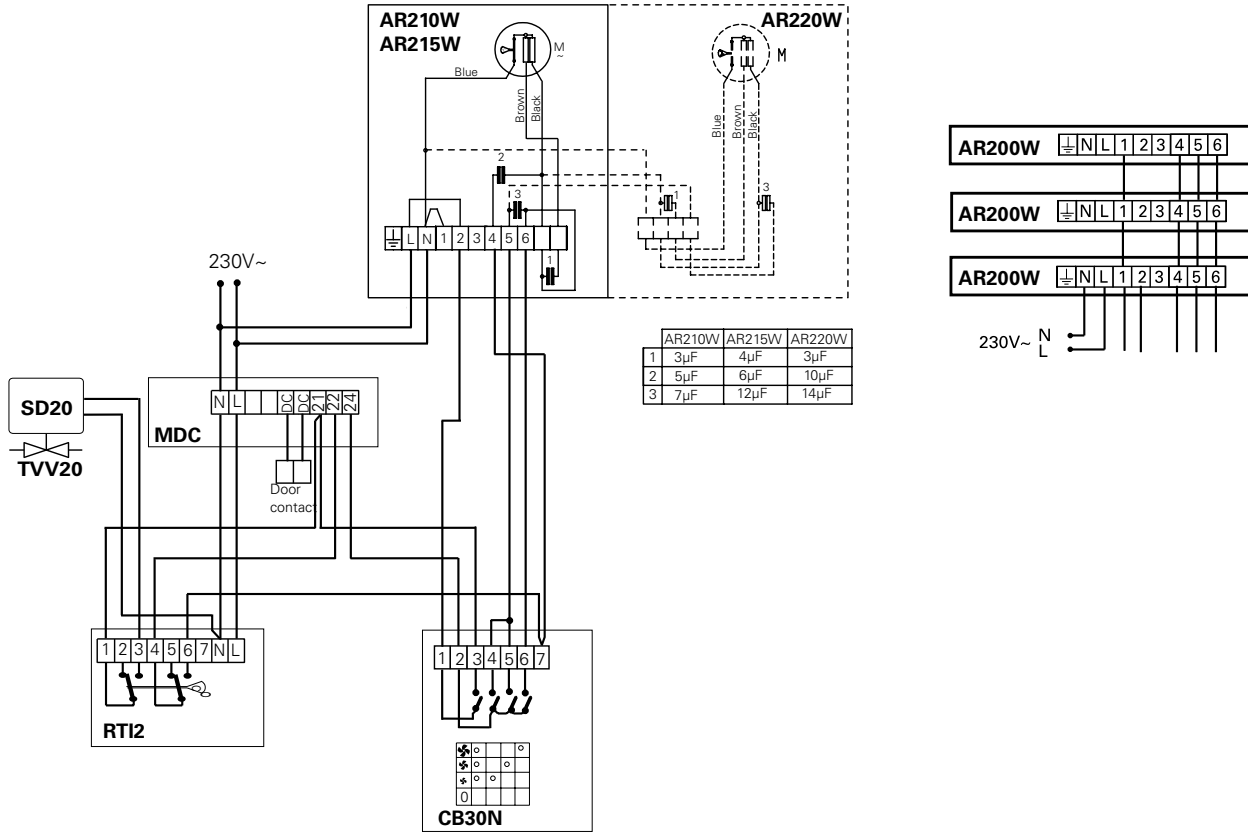 AR210W
AR215W
M
~
Blue
Brown
Black
AR220W
M
Blue
Brown
Black
2
3
1
3
L N 1 2 3 4 5 6
1
230V~
AR210W AR215W AR220W
1 3µF 4µF 3µF
2 5µF 6µF 10µF
3 7µF 12µF 14µF
AR200W N L 1 2 3 4 5 6
AR200W N L 1 2 3 4 5 6
AR200W N L 1 2 3 4 5 6
230V~ N
L
SD20
TVV20
N L DC DC 21 22 24
MDC
Door
contact
1 2 3 4 5 6 7 N L
RTI2
1 2 3 4 5 6 7
0
CB30N